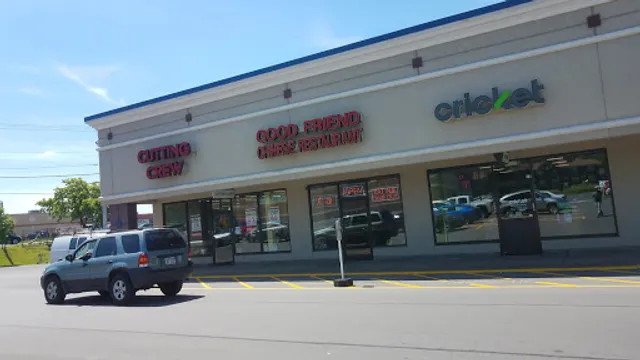 CUTTING
CREW
GOOD FRIEND
CHINESE RESTAURANT
cricket